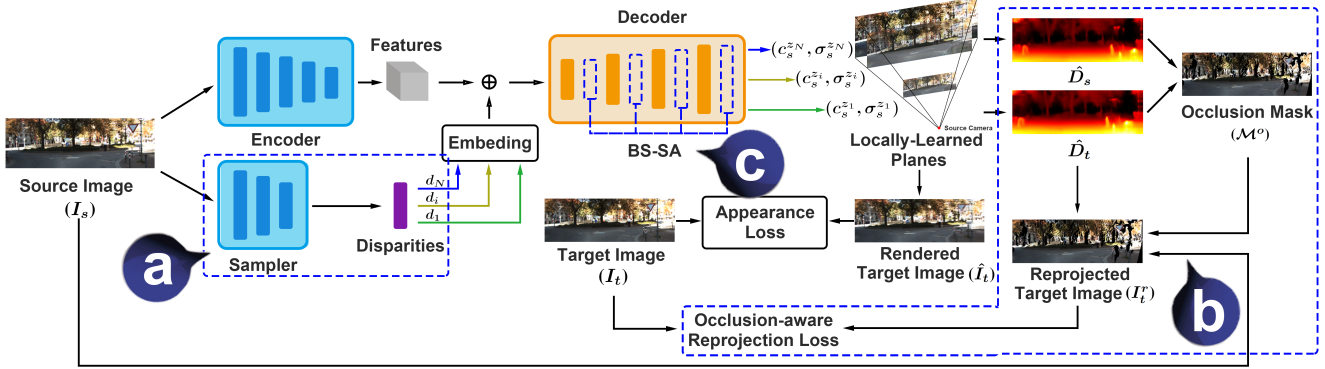 Decoder
Features
Encoder
Source Image
(I_s)
Sampler
Disparities
d_N
d_i
d_1
Embeding
⊕
BS-SA
(c_s^{z_N}, σ_s^{z_N})
(c_s^{z_i}, σ_s^{z_i})
(c_s^{z_1}, σ_s^{z_1})
Source Camera
Locally-Learned
Planes
D̂_s
D̂_t
Occlusion Mask
(M^o)
a
c
b
Target Image
(I_t)
Appearance
Loss
Rendered
Target Image (Î_t)
Reprojected
Target Image (I_t^r)
Occlusion-aware
Reprojection Loss